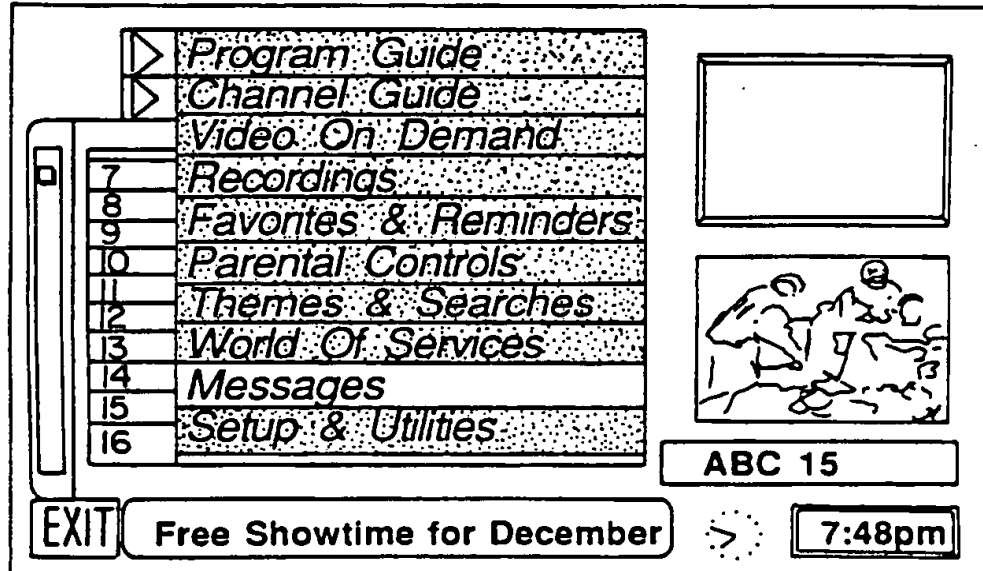 Program Guide
Channel Guide
Video On Demand
7 Recordings
8
9 Favorites & Reminders
10 Parental Controls
11
12 Themes & Searches
13 World Of Services
14 Messages
15
16 Setup & Utilities
ABC 15
EXIT Free Showtime for December 7:48pm